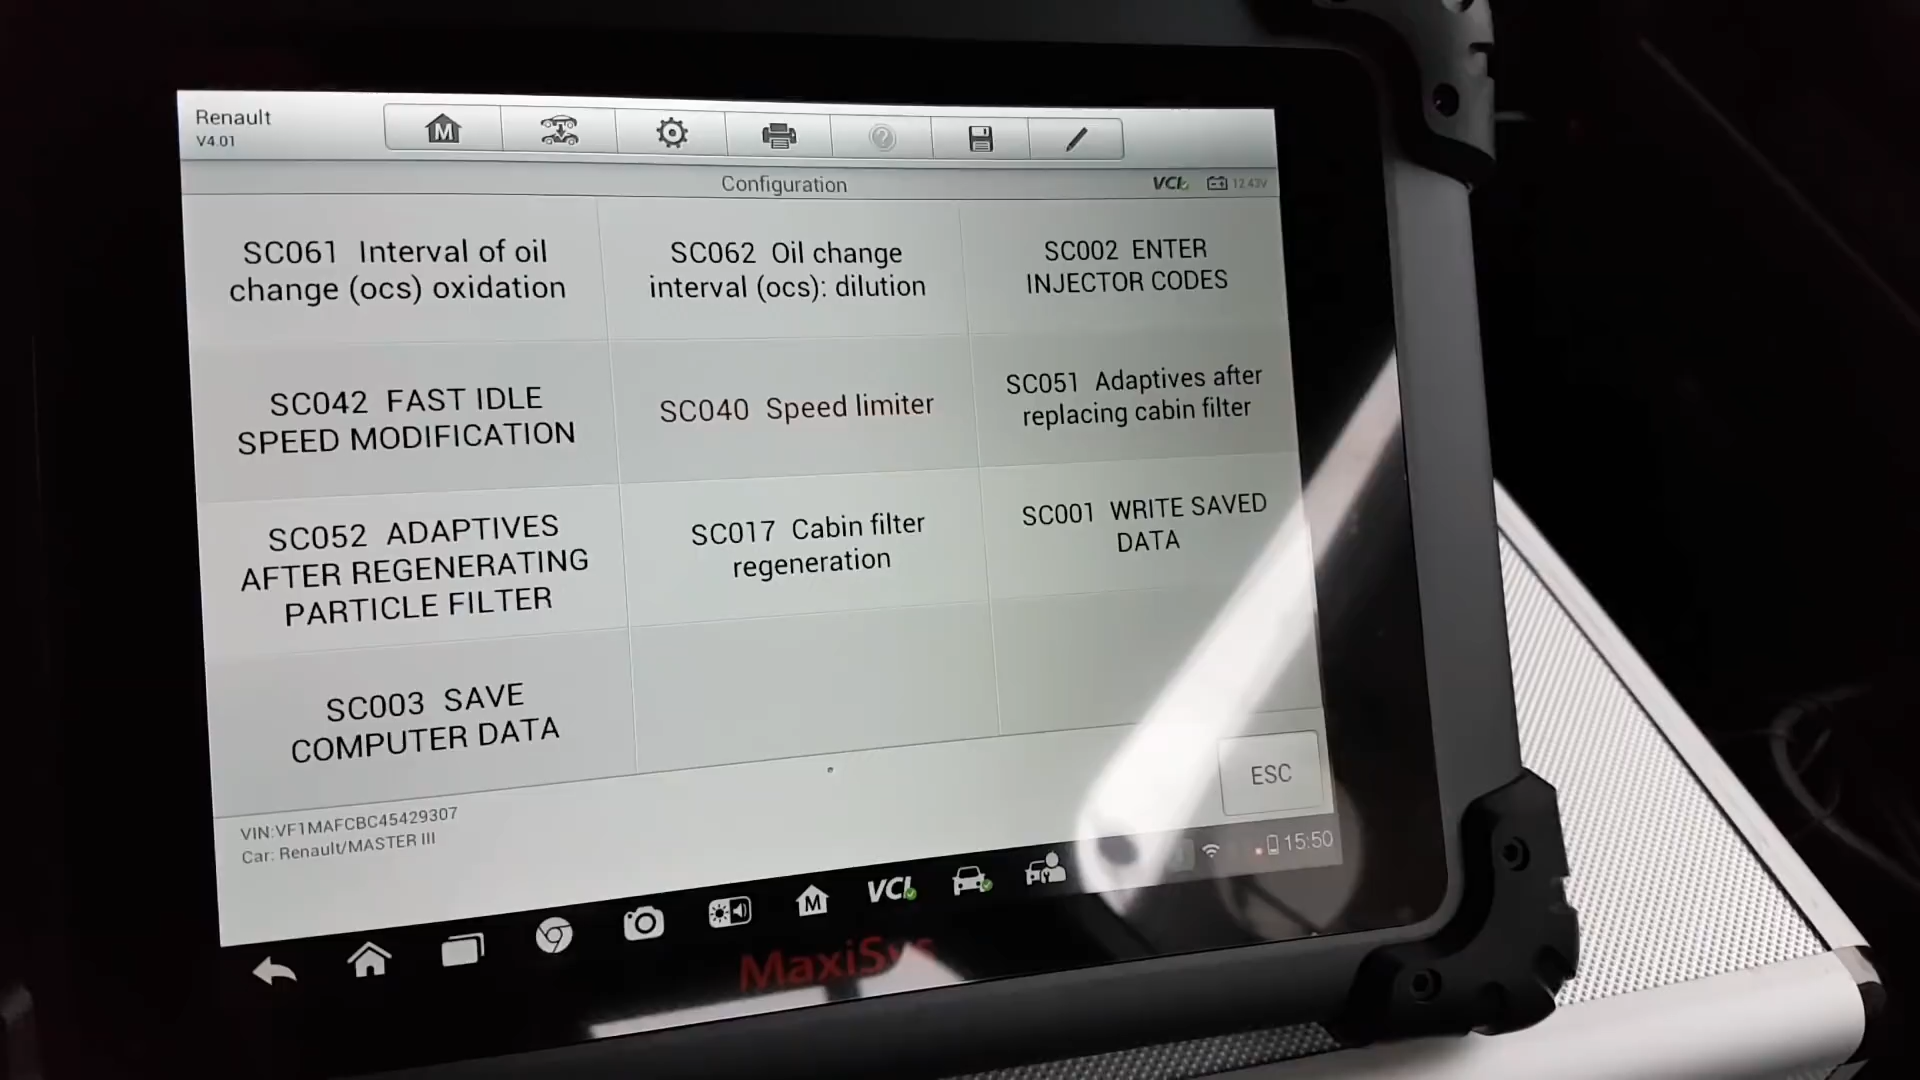 Renault
V4.01
M
?
Configuration
VCI
12.43V
SC061 Interval of oil
change (ocs) oxidation
SC062 Oil change
interval (ocs): dilution
SC002 ENTER
INJECTOR CODES
SC042 FAST IDLE
SPEED MODIFICATION
SC040 Speed limiter
SC051 Adaptives after
replacing cabin filter
SC052 ADAPTIVES
AFTER REGENERATING
PARTICLE FILTER
SC017 Cabin filter
regeneration
SC001 WRITE SAVED
DATA
SC003 SAVE
COMPUTER DATA
ESC
VIN:VF1MAFCBC45429307
Car: Renault/MASTER III
M
VCI
15:50
MaxiSys